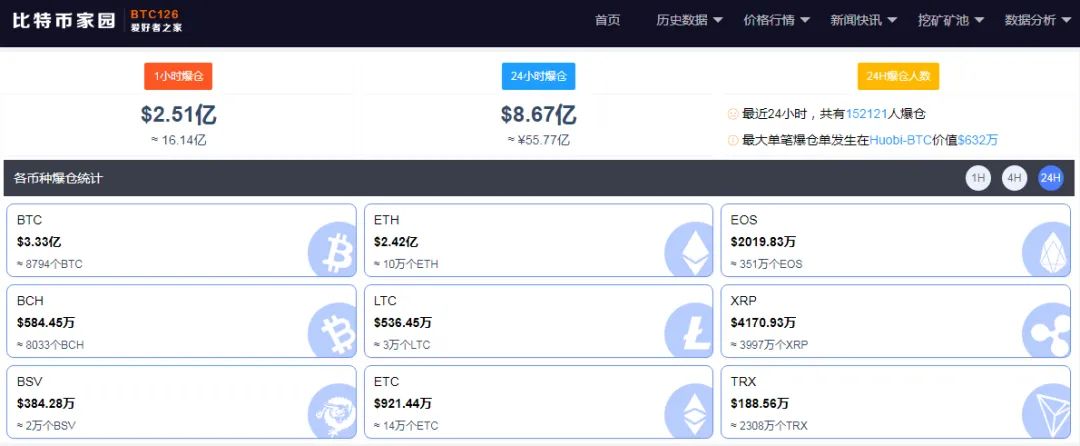 比特币家园 BTC126 爱好者之家
首页 历史数据 价格行情 新闻快讯 挖矿矿池 数据分析
1小时爆仓
$2.51亿
≈ 16.14亿
24小时爆仓
$8.67亿
≈ ¥55.77亿
24H爆仓人数
最近24小时，共有152121人爆仓
最大单笔爆仓单发生在Huobi-BTC价值$632万
各币种爆仓统计 1H 4H 24H
BTC
$3.33亿
≈ 8794个BTC
ETH
$2.42亿
≈ 10万个ETH
EOS
$2019.83万
≈ 351万个EOS
BCH
$584.45万
≈ 8033个BCH
LTC
$536.45万
≈ 3万个LTC
XRP
$4170.93万
≈ 3997万个XRP
BSV
$384.28万
≈ 2万个BSV
ETC
$921.44万
≈ 14万个ETC
TRX
$188.56万
≈ 2308万个TRX